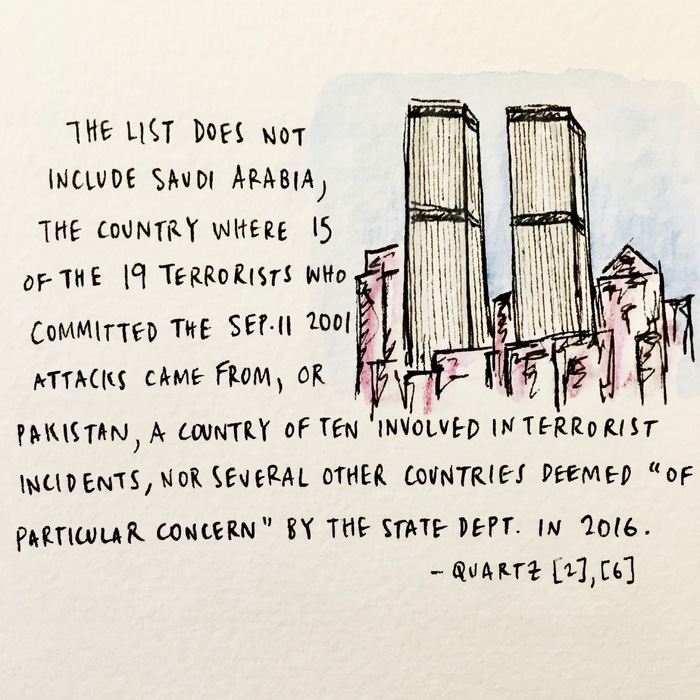 THE LIST DOES NOT
INCLUDE SAUDI ARABIA,
THE COUNTRY WHERE 15
OF THE 19 TERRORISTS WHO
COMMITTED THE SEP.11 2001
ATTACKS CAME FROM, OR
PAKISTAN, A COUNTRY OF TEN INVOLVED IN TERRORIST
INCIDENTS, NOR SEVERAL OTHER COUNTRIES DEEMED "OF
PARTICULAR CONCERN" BY THE STATE DEPT. IN 2016.
- QUARTZ [2],[6]